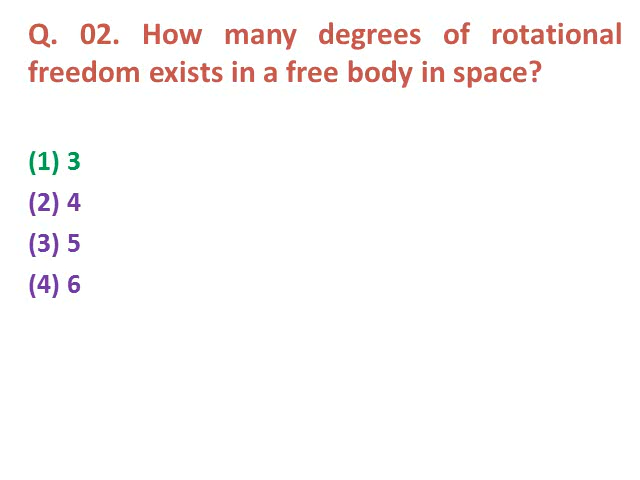 Q. 02. How many degrees of rotational
freedom exists in a free body in space?
(1) 3
(2) 4
(3) 5
(4) 6